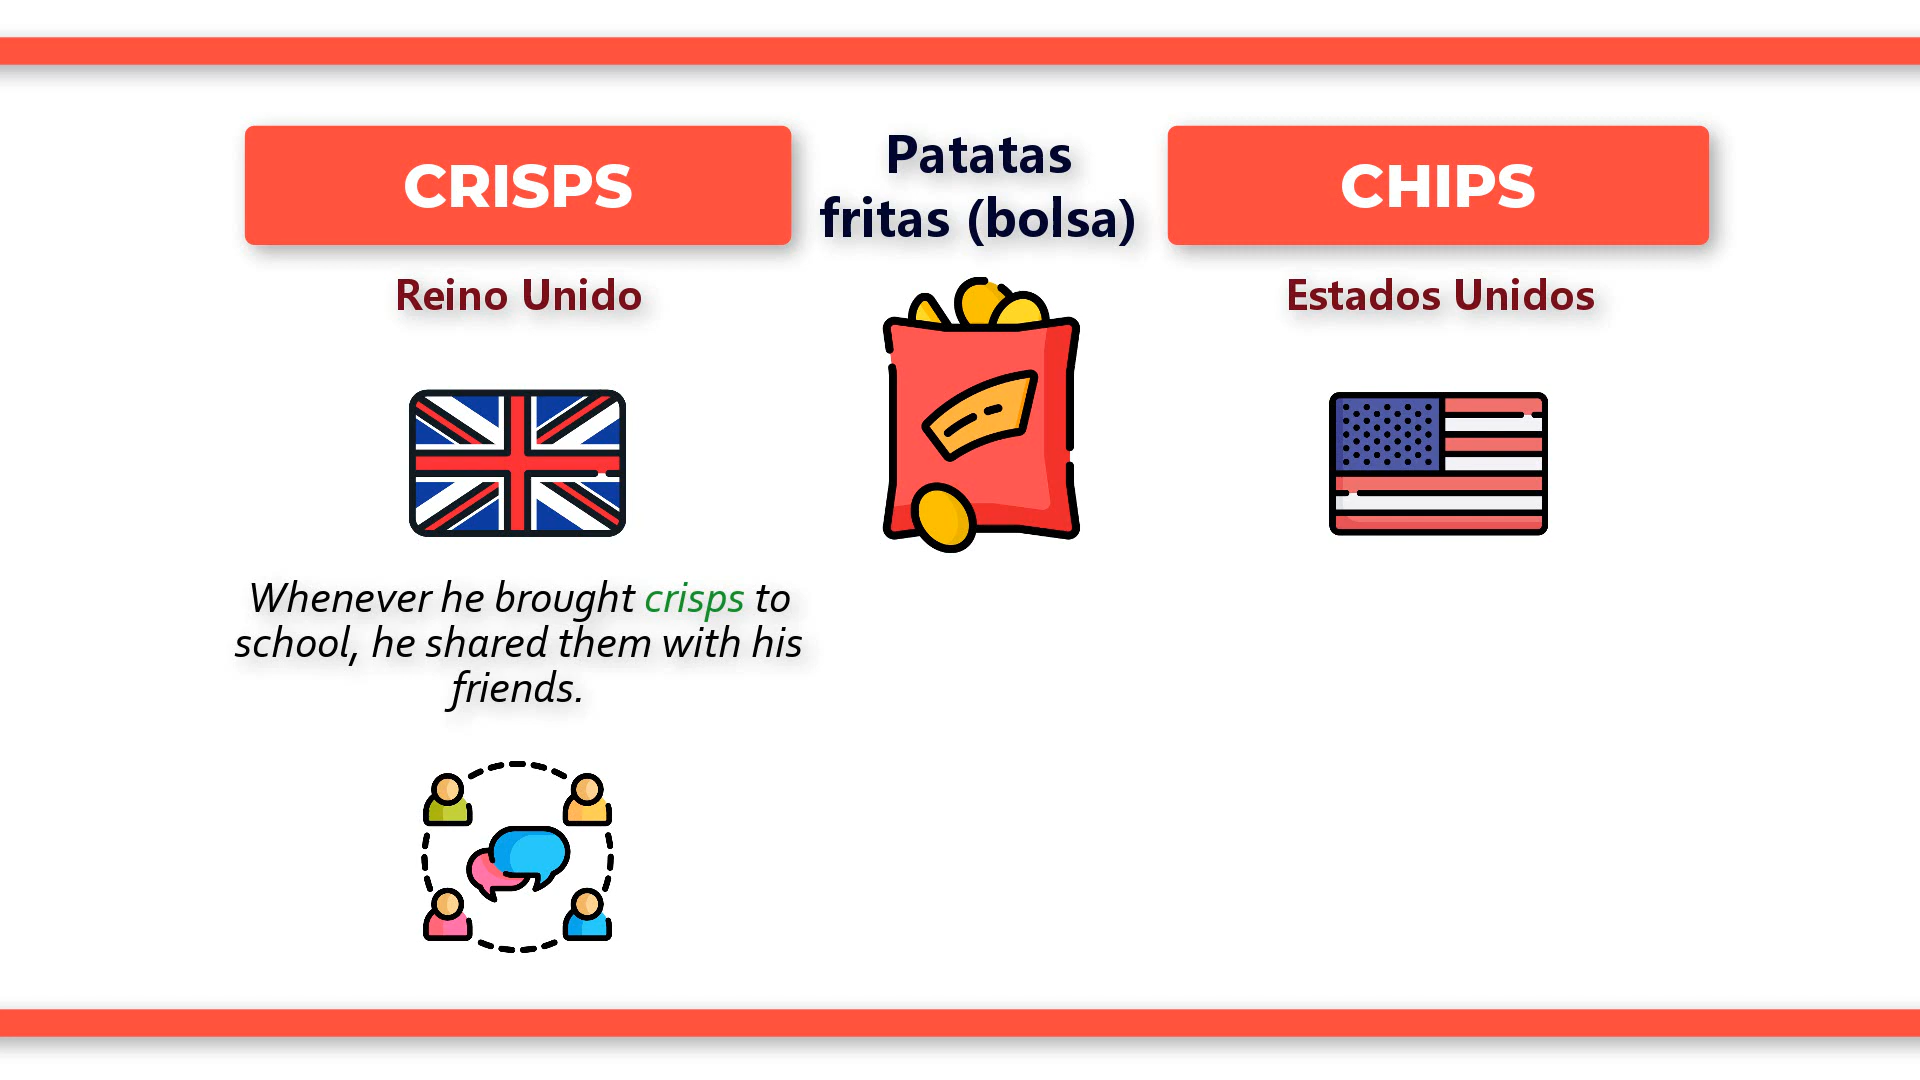 CRISPS
Patatas
fritas (bolsa)
CHIPS
Reino Unido
Estados Unidos
Whenever he brought crisps to
school, he shared them with his
friends.